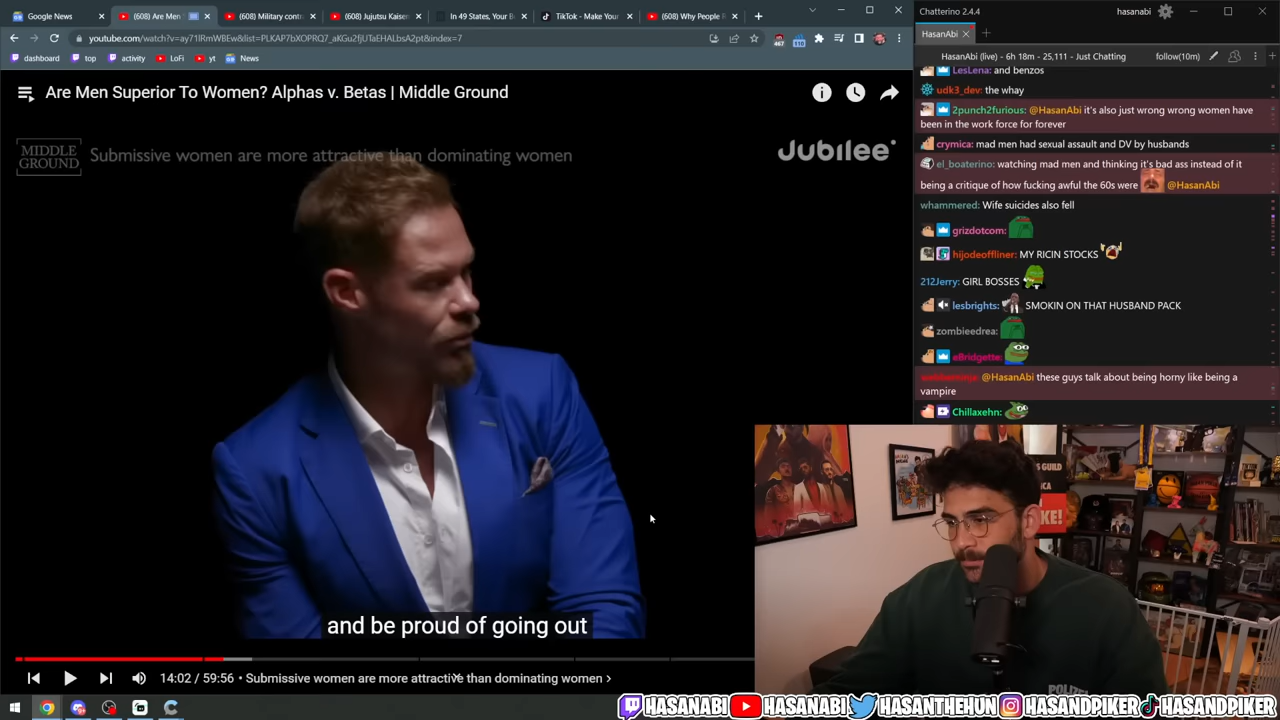 Google News
(608) Are Men
(608) Military contr
(608) Jujutsu Kaisen
In 49 States, Your B
TikTok - Make Your
(608) Why People R
youtube.com/watch?v=ay71lRmWBEw&list=PLKAP7bXOPRQ7_aKGu2fjUTaEHALbsA2pt&index=7
dashboard
top
activity
LoFi
yt
News
Are Men Superior To Women? Alphas v. Betas | Middle Ground
MIDDLE
GROUND
Submissive women are more attractive than dominating women
Jubilee
and be proud of going out
14:02 / 59:56 • Submissive women are more attractive than dominating women
Chatterino 2.4.4
hasanabi
HasanAbi
HasanAbi (live) - 6h 18m - 25,111 - Just Chatting
follow(10m)
LesLena: and benzos
udk3_dev: the whay
2punch2furious: @HasanAbi it's also just wrong wrong women have
been in the work force for forever
crymica: mad men had sexual assault and DV by husbands
el_boaterino: watching mad men and thinking it's bad ass instead of it
being a critique of how fucking awful the 60s were @HasanAbi
whammered: Wife suicides also fell
grizdotcom:
hijodeoffliner: MY RICIN STOCKS
212Jerry: GIRL BOSSES
lesbrights: SMOKIN ON THAT HUSBAND PACK
zombieedrea:
aBridgette:
@HasanAbi these guys talk about being horny like being a
vampire
Chillaxehn:
HASANABI
HASANABI
HASANTHEHUN
HASANDPIKER
HASANDPIKER